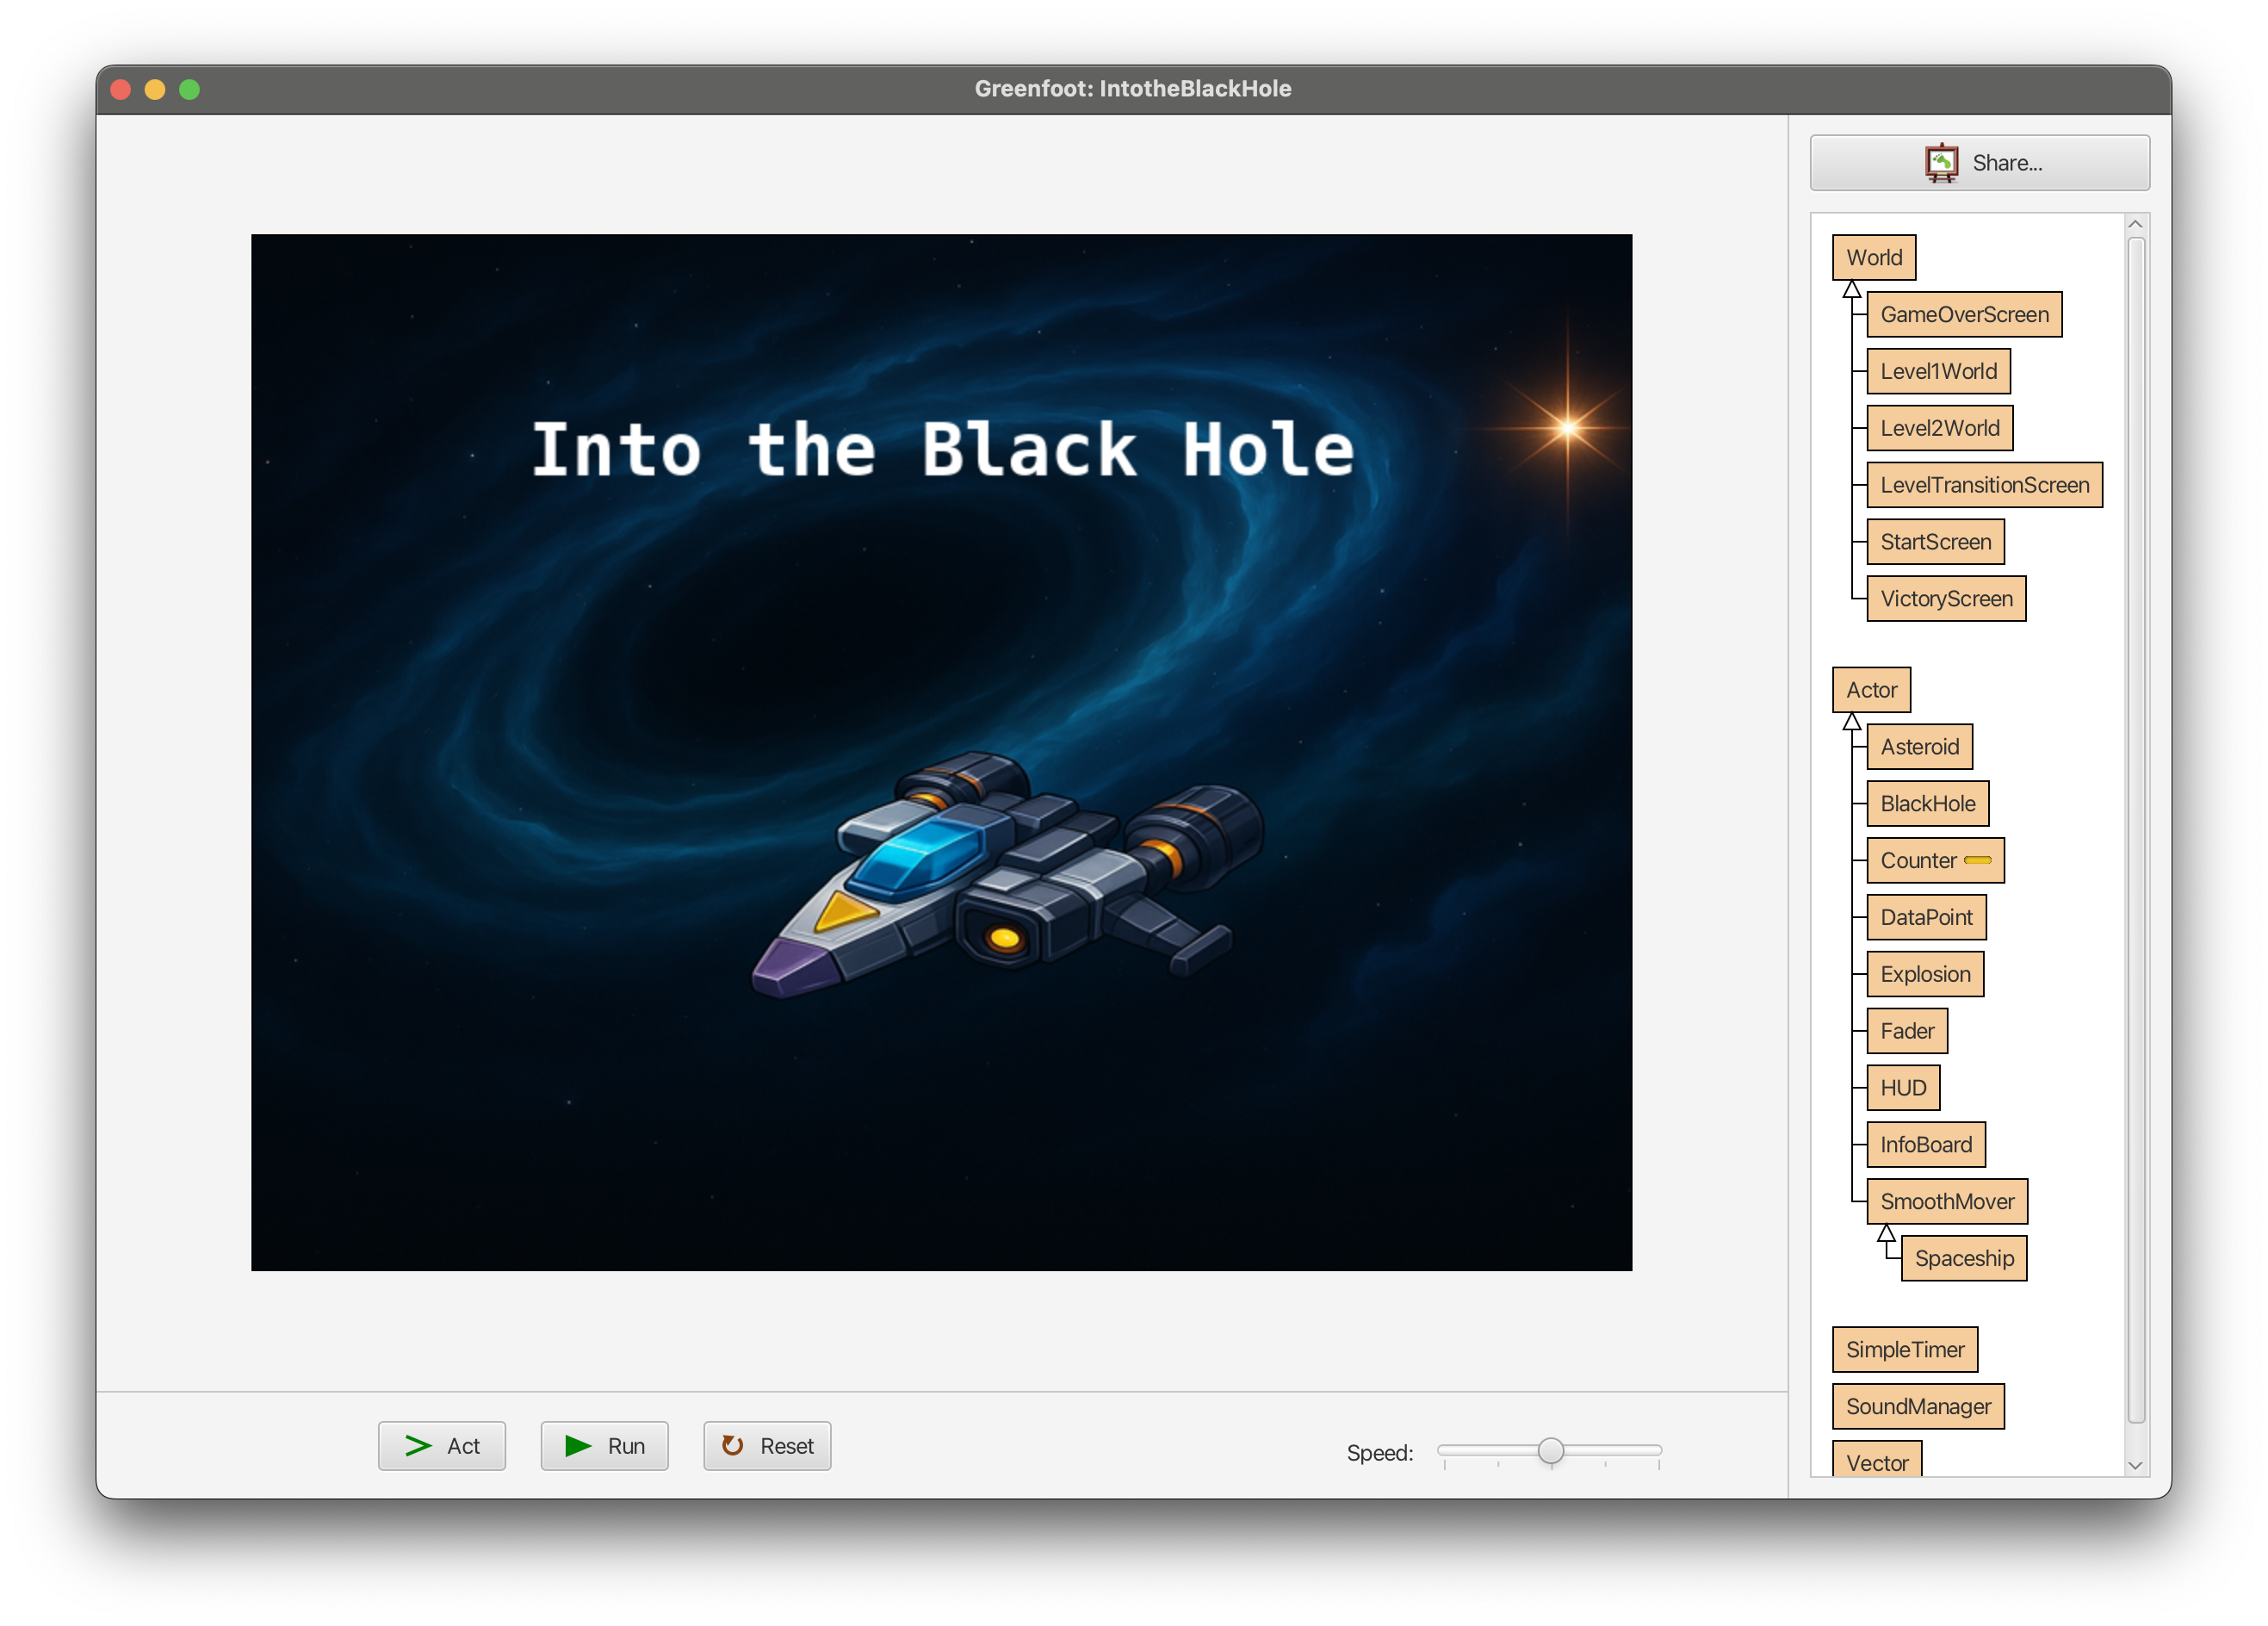 Greenfoot: IntotheBlackHole
Share...
Into the Black Hole
World
GameOverScreen
Level1World
Level2World
LevelTransitionScreen
StartScreen
VictoryScreen
Actor
Asteroid
BlackHole
Counter
DataPoint
Explosion
Fader
HUD
InfoBoard
SmoothMover
Spaceship
SimpleTimer
SoundManager
Vector
Act
Run
Reset
Speed: